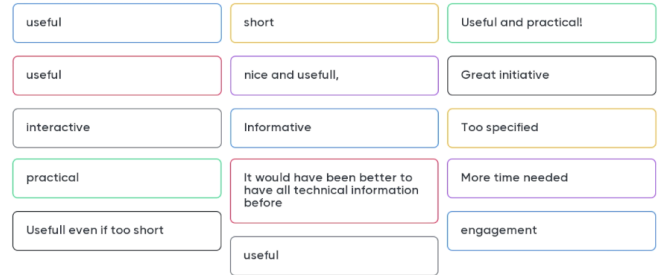 useful
useful
interactive
practical
Usefull even if too short
short
nice and usefull,
Informative
It would have been better to
have all technical information
before
useful
Useful and practical!
Great initiative
Too specified
More time needed
engagement